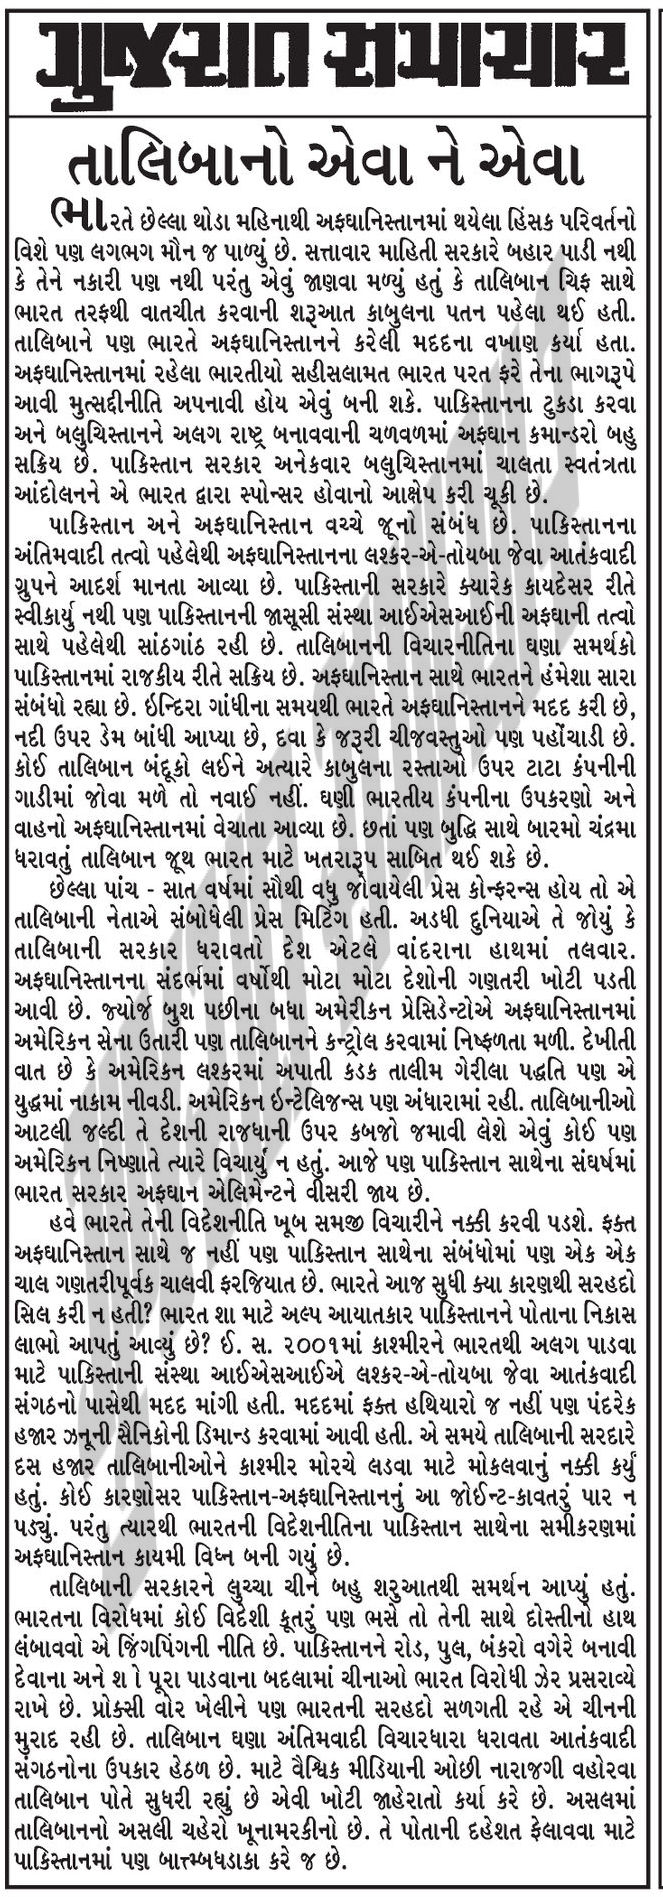 ગુજરાત સમાચાર
તાલિબાનો એવા ને એવા
ભારતે છેલ્લા થોડા મહિનાથી અફઘાનિસ્તાનમાં થયેલા હિંસક પરિવર્તનો
વિશે પણ લગભગ મૌન જ પાળ્યું છે. સત્તાવાર માહિતી સરકારે બહાર પાડી નથી
કે તેને નકારી પણ નથી પરંતુ એવું જાણવા મળ્યું હતું કે તાલિબાન ચિફ સાથે
ભારત તરફથી વાતચીત કરવાની શરૂઆત કાબુલના પતન પહેલા થઈ હતી.
તાલિબાને પણ ભારતે અફઘાનિસ્તાનને કરેલી મદદના વખાણ કર્યા હતા.
અફઘાનિસ્તાનમાં રહેલા ભારતીયો સહીસલામત ભારત પરત ફરે તેના ભાગરૂપે
આવી મુત્સદ્દીનીતિ અપનાવી હોય એવું બની શકે. પાકિસ્તાનના ટુકડા કરવા
અને બલુચિસ્તાનને અલગ રાષ્ટ્ર બનાવવાની ચળવળમાં અફઘાન કમાન્ડરો બહુ
સક્રિય છે. પાકિસ્તાન સરકાર અનેકવાર બલુચિસ્તાનમાં ચાલતા સ્વતંત્રતા
આંદોલનને એ ભારત દ્વારા સ્પોન્સર હોવાનો આક્ષેપ કરી ચૂકી છે.
પાકિસ્તાન અને અફઘાનિસ્તાન વચ્ચે જૂનો સંબંધ છે. પાકિસ્તાનના
અંતિમવાદી તત્વો પહેલેથી અફઘાનિસ્તાનના લશ્કર-એ-તોયબા જેવા આતંકવાદી
ગ્રુપને આદર્શ માનતા આવ્યા છે. પાકિસ્તાની સરકારે ક્યારેક કાયદેસર રીતે
સ્વીકાર્યુ નથી પણ પાકિસ્તાનની જાસૂસી સંસ્થા આઈએસઆઈની અફઘાની તત્વો
સાથે પહેલેથી સાંઠગાંઠ રહી છે. તાલિબાનની વિચારનીતિના ઘણા સમર્થકો
પાકિસ્તાનમાં રાજકીય રીતે સક્રિય છે. અફઘાનિસ્તાન સાથે ભારતને હંમેશા સારા
સંબંધો રહ્યા છે. ઇન્દિરા ગાંધીના સમયથી ભારતે અફઘાનિસ્તાનને મદદ કરી છે,
નદી ઉપર ડેમ બાંધી આપ્યા છે, દવા કે જરૂરી ચીજવસ્તુઓ પણ પહોંચાડી છે.
કોઈ તાલિબાન બંદૂકો લઈને અત્યારે કાબુલના રસ્તાઓ ઉપર ટાટા કંપનીની
ગાડીમાં જોવા મળે તો નવાઈ નહીં. ઘણી ભારતીય કંપનીના ઉપકરણો અને
વાહનો અફઘાનિસ્તાનમાં વેચાતા આવ્યા છે. છતાં પણ બુદ્ધિ સાથે બારમો ચંદ્રમા
ધરાવતું તાલિબાન જૂથ ભારત માટે ખતરારૂપ સાબિત થઈ શકે છે.
છેલ્લા પાંચ - સાત વર્ષમાં સૌથી વધુ જોવાયેલી પ્રેસ કોન્ફરન્સ હોય તો એ
તાલિબાની નેતાએ સંબોધેલી પ્રેસ મિટિંગ હતી. અડધી દુનિયાએ તે જોયું કે
તાલિબાની સરકાર ધરાવતો દેશ એટલે વાંદરાના હાથમાં તલવાર.
અફઘાનિસ્તાનના સંદર્ભમાં વર્ષોથી મોટા મોટા દેશોની ગણતરી ખોટી પડતી
આવી છે. જ્યોર્જ બુશ પછીના બધા અમેરીકન પ્રેસિડેન્ટોએ અફઘાનિસ્તાનમાં
અમેરિકન સેના ઉતારી પણ તાલિબાનને કન્ટ્રોલ કરવામાં નિષ્ફળતા મળી. દેખીતી
વાત છે કે અમેરિકન લશ્કરમાં અપાતી કડક તાલીમ ગેરીલા પદ્ધતિ પણ એ
યુદ્ધમાં નાકામ નીવડી. અમેરિકન ઇન્ટેલિજન્સ પણ અંધારામાં રહી. તાલિબાનીઓ
આટલી જલ્દી તે દેશની રાજધાની ઉપર કબજો જમાવી લેશે એવું કોઈ પણ
અમેરિકન નિષ્ણાતે ત્યારે વિચાર્યું ન હતું. આજે પણ પાકિસ્તાન સાથેના સંઘર્ષમાં
ભારત સરકાર અફઘાન એલિમેન્ટને વીસરી જાય છે.
હવે ભારતે તેની વિદેશનીતિ ખૂબ સમજી વિચારીને નક્કી કરવી પડશે. ફક્ત
અફઘાનિસ્તાન સાથે જ નહીં પણ પાકિસ્તાન સાથેના સંબંધોમાં પણ એક એક
ચાલ ગણતરીપૂર્વક ચાલવી ફરજિયાત છે. ભારતે આજ સુધી ક્યા કારણથી સરહદો
સિલ કરી ન હતી? ભારત શા માટે અલ્પ આયાતકાર પાકિસ્તાનને પોતાના નિકાસ
લાભો આપતું આવ્યું છે? ઈ. સ. ૨૦૦૧માં કાશ્મીરને ભારતથી અલગ પાડવા
માટે પાકિસ્તાની સંસ્થા આઈએસઆઈએ લશ્કર-એ-તોયબા જેવા આતંકવાદી
સંગઠનો પાસેથી મદદ માંગી હતી. મદદમાં ફક્ત હથિયારો જ નહીં પણ પંદરેક
હજાર ઝનૂની સૈનિકોની ડિમાન્ડ કરવામાં આવી હતી. એ સમયે તાલિબાની સરદારે
દસ હજાર તાલિબાનીઓને કાશ્મીર મોરચે લડવા માટે મોકલવાનું નક્કી કર્યું
હતું. કોઈ કારણોસર પાકિસ્તાન-અફઘાનિસ્તાનનું આ જોઈન્ટ-કાવતરું પાર ન
પડ્યું. પરંતુ ત્યારથી ભારતની વિદેશનીતિના પાકિસ્તાન સાથેના સમીકરણમાં
અફઘાનિસ્તાન કાયમી વિઘ્ન બની ગયું છે.
તાલિબાની સરકારને લુચ્ચા ચીને બહુ શરુઆતથી સમર્થન આપ્યું હતું.
ભારતના વિરોધમાં કોઈ વિદેશી કૂતરું પણ ભસે તો તેની સાથે દોસ્તીનો હાથ
લંબાવવો એ જિંગપિંગની નીતિ છે. પાકિસ્તાનને રોડ, પુલ, બંકરો વગેરે બનાવી
દેવાના અને શ ો પૂરા પાડવાના બદલામાં ચીનાઓ ભારત વિરોધી ઝેર પ્રસરાવ્યે
રાખે છે. પ્રોક્સી વોર ખેલીને પણ ભારતની સરહદો સળગતી રહે એ ચીનની
મુરાદ રહી છે. તાલિબાન ઘણા અંતિમવાદી વિચારધારા ધરાવતા આતંકવાદી
સંગઠનોના ઉપકાર હેઠળ છે. માટે વૈશ્વિક મીડિયાની ઓછી નારાજગી વહોરવા
તાલિબાન પોતે સુધરી રહ્યું છે એવી ખોટી જાહેરાતો કર્યા કરે છે. અસલમાં
તાલિબાનનો અસલી ચહેરો ખૂનામરકીનો છે. તે પોતાની દહેશત ફેલાવવા માટે
પાકિસ્તાનમાં પણ બાત્મ્બધડાકા કરે જ છે.